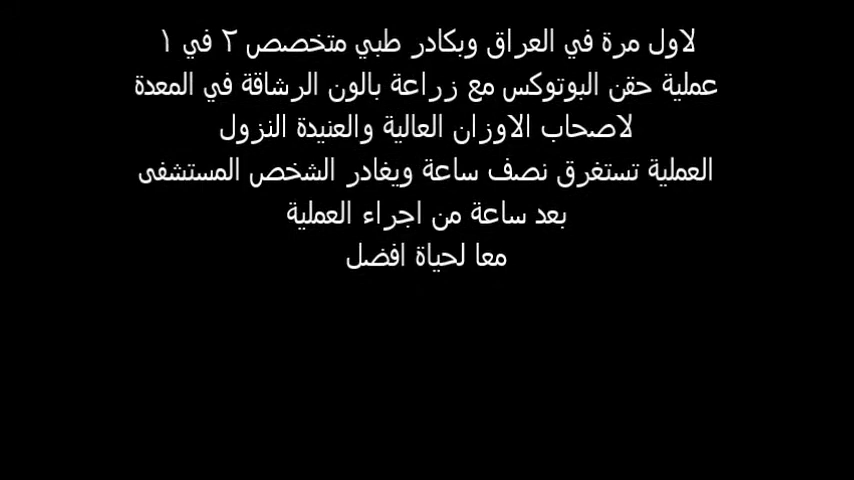 لاول مرة في العراق وبكادر طبي متخصص ٢ في ١
عملية حقن البوتوكس مع زراعة بالون الرشاقة في المعدة
لاصحاب الاوزان العالية والعنيدة النزول
العملية تستغرق نصف ساعة ويغادر الشخص المستشفى
بعد ساعة من اجراء العملية
معا لحياة افضل